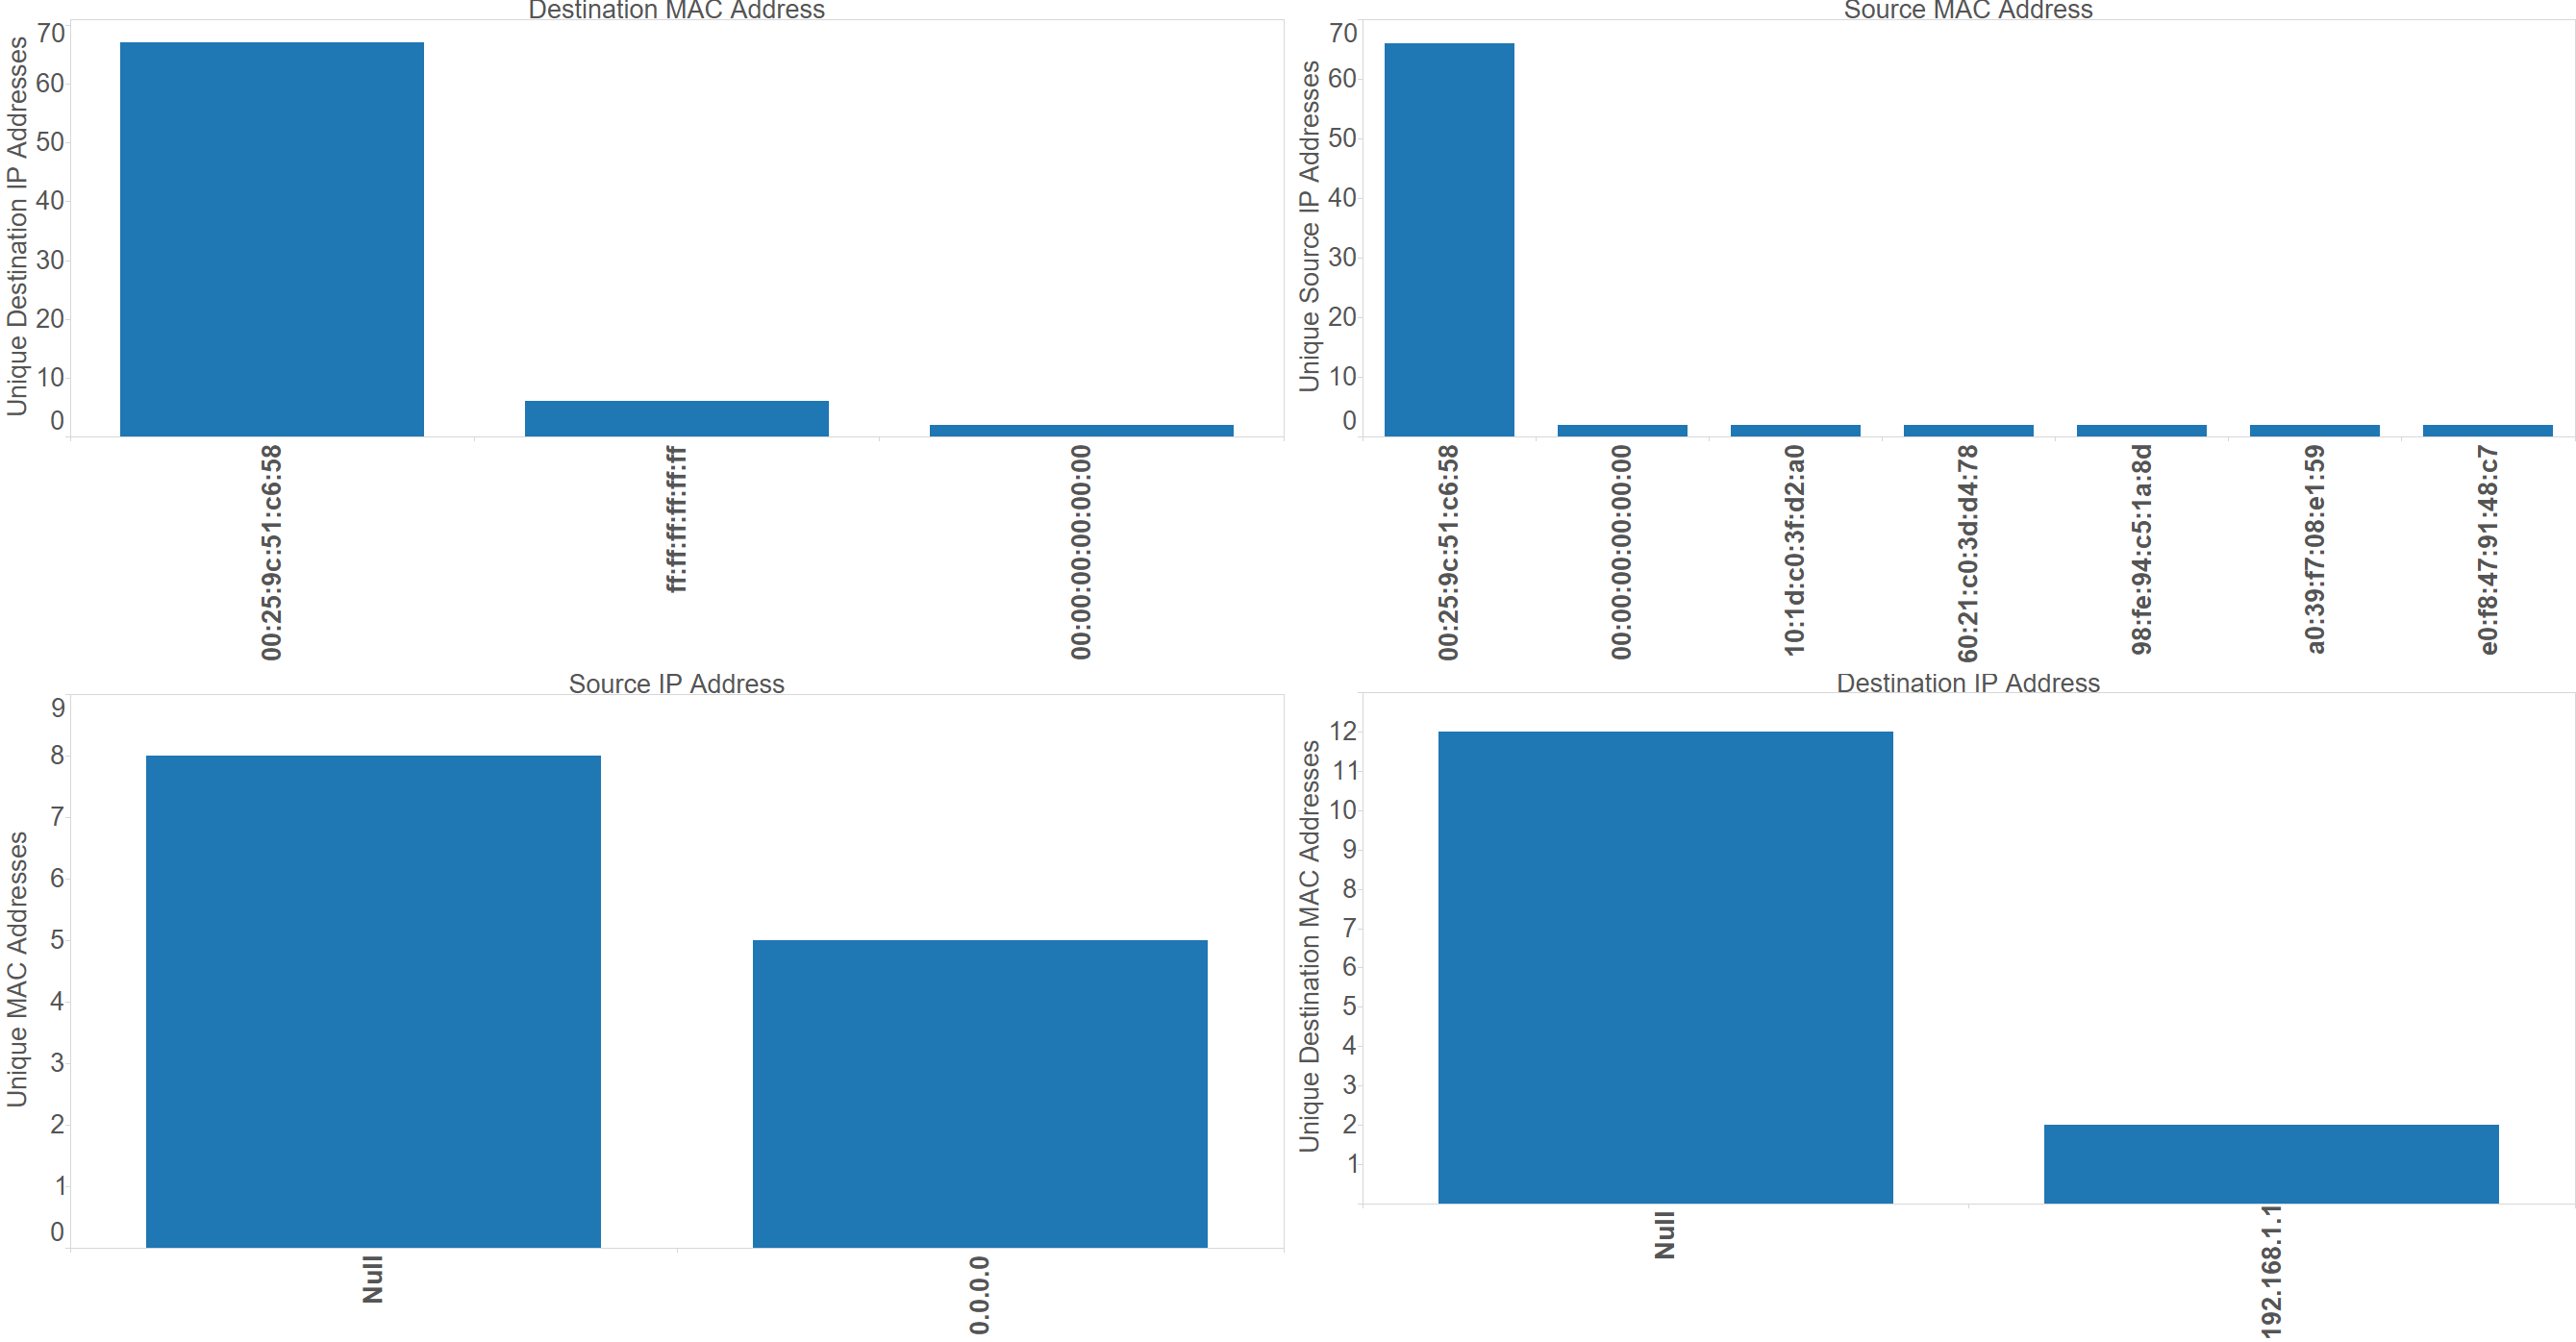 Destination MAC Address
Unique Destination IP Addresses
70
60
50
40
30
20
10
0
00:25:9c:51:c6:58
ff:ff:ff:ff:ff:ff
00:00:00:00:00:00
Source MAC Address
Unique Source IP Addresses
70
60
50
40
30
20
10
0
00:25:9c:51:c6:58
00:00:00:00:00:00
10:1d:c0:3f:d2:a0
60:21:c0:3d:d4:78
98:fe:94:c5:1a:8d
a0:39:f7:08:e1:59
e0:f8:47:91:48:c7
Source IP Address
Unique MAC Addresses
9
8
7
6
5
4
3
2
1
0
Null
0.0.0.0
Destination IP Address
Unique Destination MAC Addresses
12
11
10
9
8
7
6
5
4
3
2
1
Null
192.168.1.1